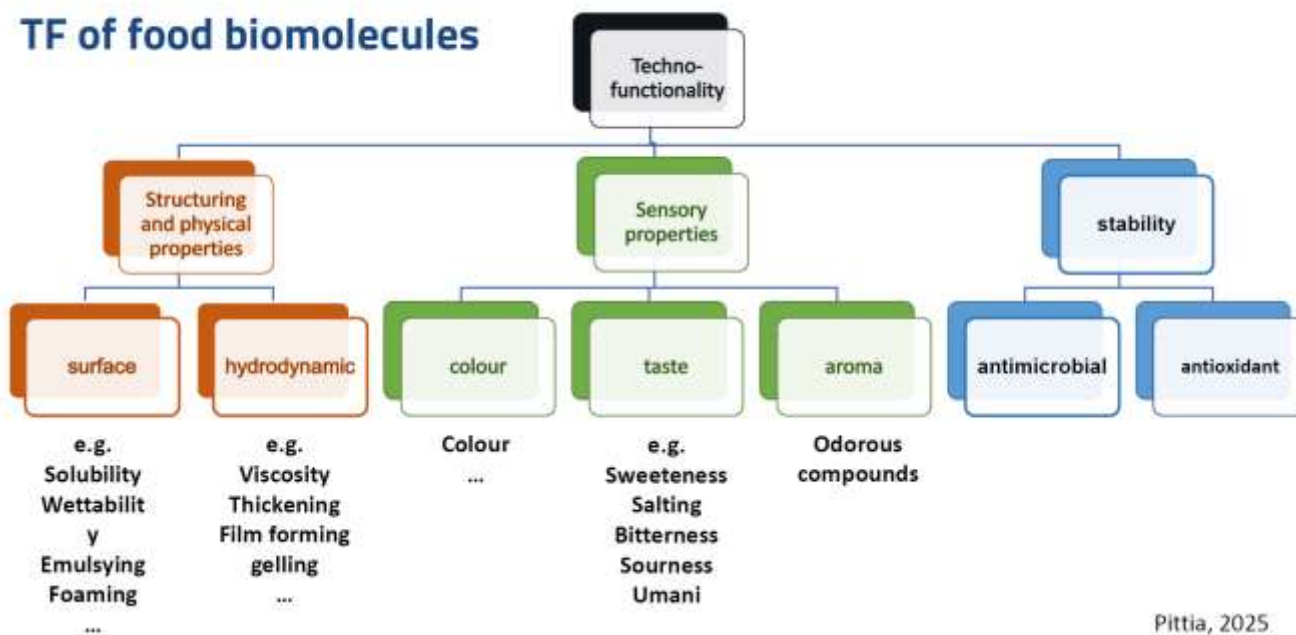 TF of food biomolecules
Techno-
functionality
Structuring
and physical
properties
Sensory
properties
stability
surface
hydrodynamic
colour
taste
aroma
antimicrobial
antioxidant
e.g.
Solubility
Wettabilit
y
Emulsying
Foaming
...
e.g.
Viscosity
Thickening
Film forming
gelling
...
Colour
...
e.g.
Sweeteness
Salting
Bitterness
Sourness
Umani
Odorous
compounds
Pittia, 2025